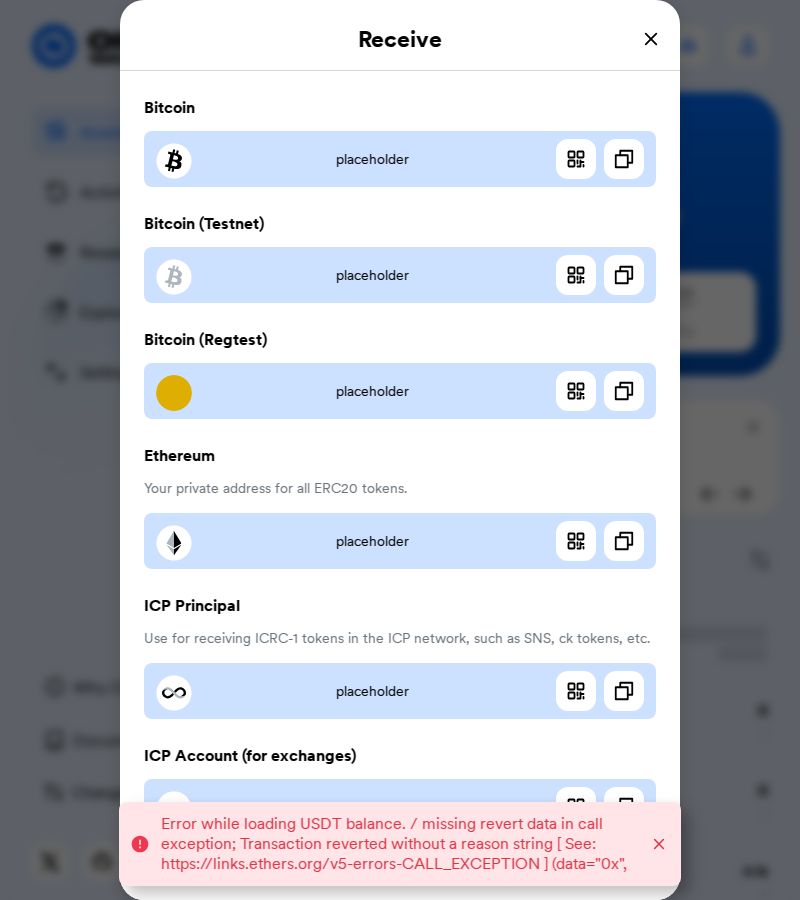 Receive
Bitcoin
placeholder
Bitcoin (Testnet)
placeholder
Bitcoin (Regtest)
placeholder
Ethereum
Your private address for all ERC20 tokens.
placeholder
ICP Principal
Use for receiving ICRC-1 tokens in the ICP network, such as SNS, ck tokens, etc.
placeholder
ICP Account (for exchanges)
Error while loading USDT balance. / missing revert data in call
exception; Transaction reverted without a reason string [ See:
https://links.ethers.org/v5-errors-CALL_EXCEPTION ] (data="0x",